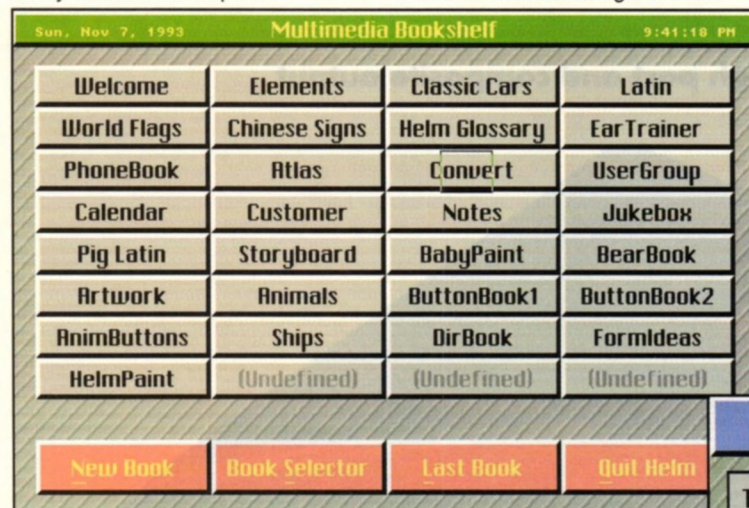 Sun, Nov 7, 1993 Multimedia Bookshelf 9:41:18 PM
Welcome Elements Classic Cars Latin
World Flags Chinese Signs Helm Glossary EarTrainer
PhoneBook Atlas Convert UserGroup
Calendar Customer Notes Jukebox
Pig Latin Storyboard BabyPaint BearBook
Artwork Animals ButtonBook1 ButtonBook2
AnimButtons Ships DirBook FormIdeas
HelmPaint (Undefined) (Undefined) (Undefined)
New Book Book Selector Last Book Quit Helm